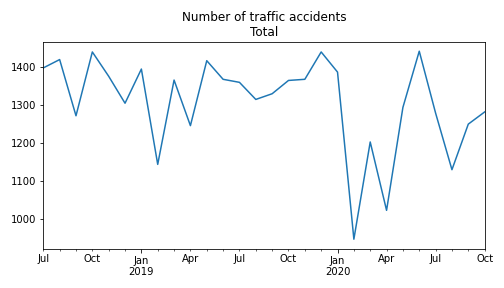 Number of traffic accidents
Total
1400
1300
1200
1100
1000
Jul Oct Jan Apr Jul Oct Jan Apr Jul Oct
2019 2020